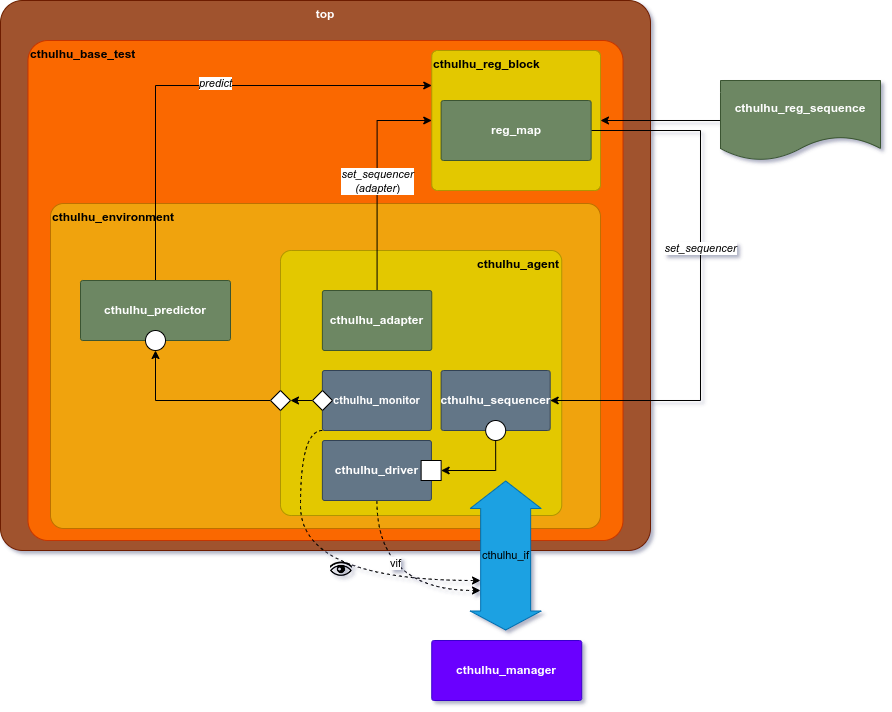 top
cthulhu_base_test
cthulhu_reg_block
predict
cthulhu_reg_sequence
reg_map
set_sequencer
(adapter)
cthulhu_environment
set_sequencer
cthulhu_agent
cthulhu_predictor
cthulhu_adapter
cthulhu_monitor
cthulhu_sequencer
cthulhu_driver
cthulhu_if
vif
cthulhu_manager